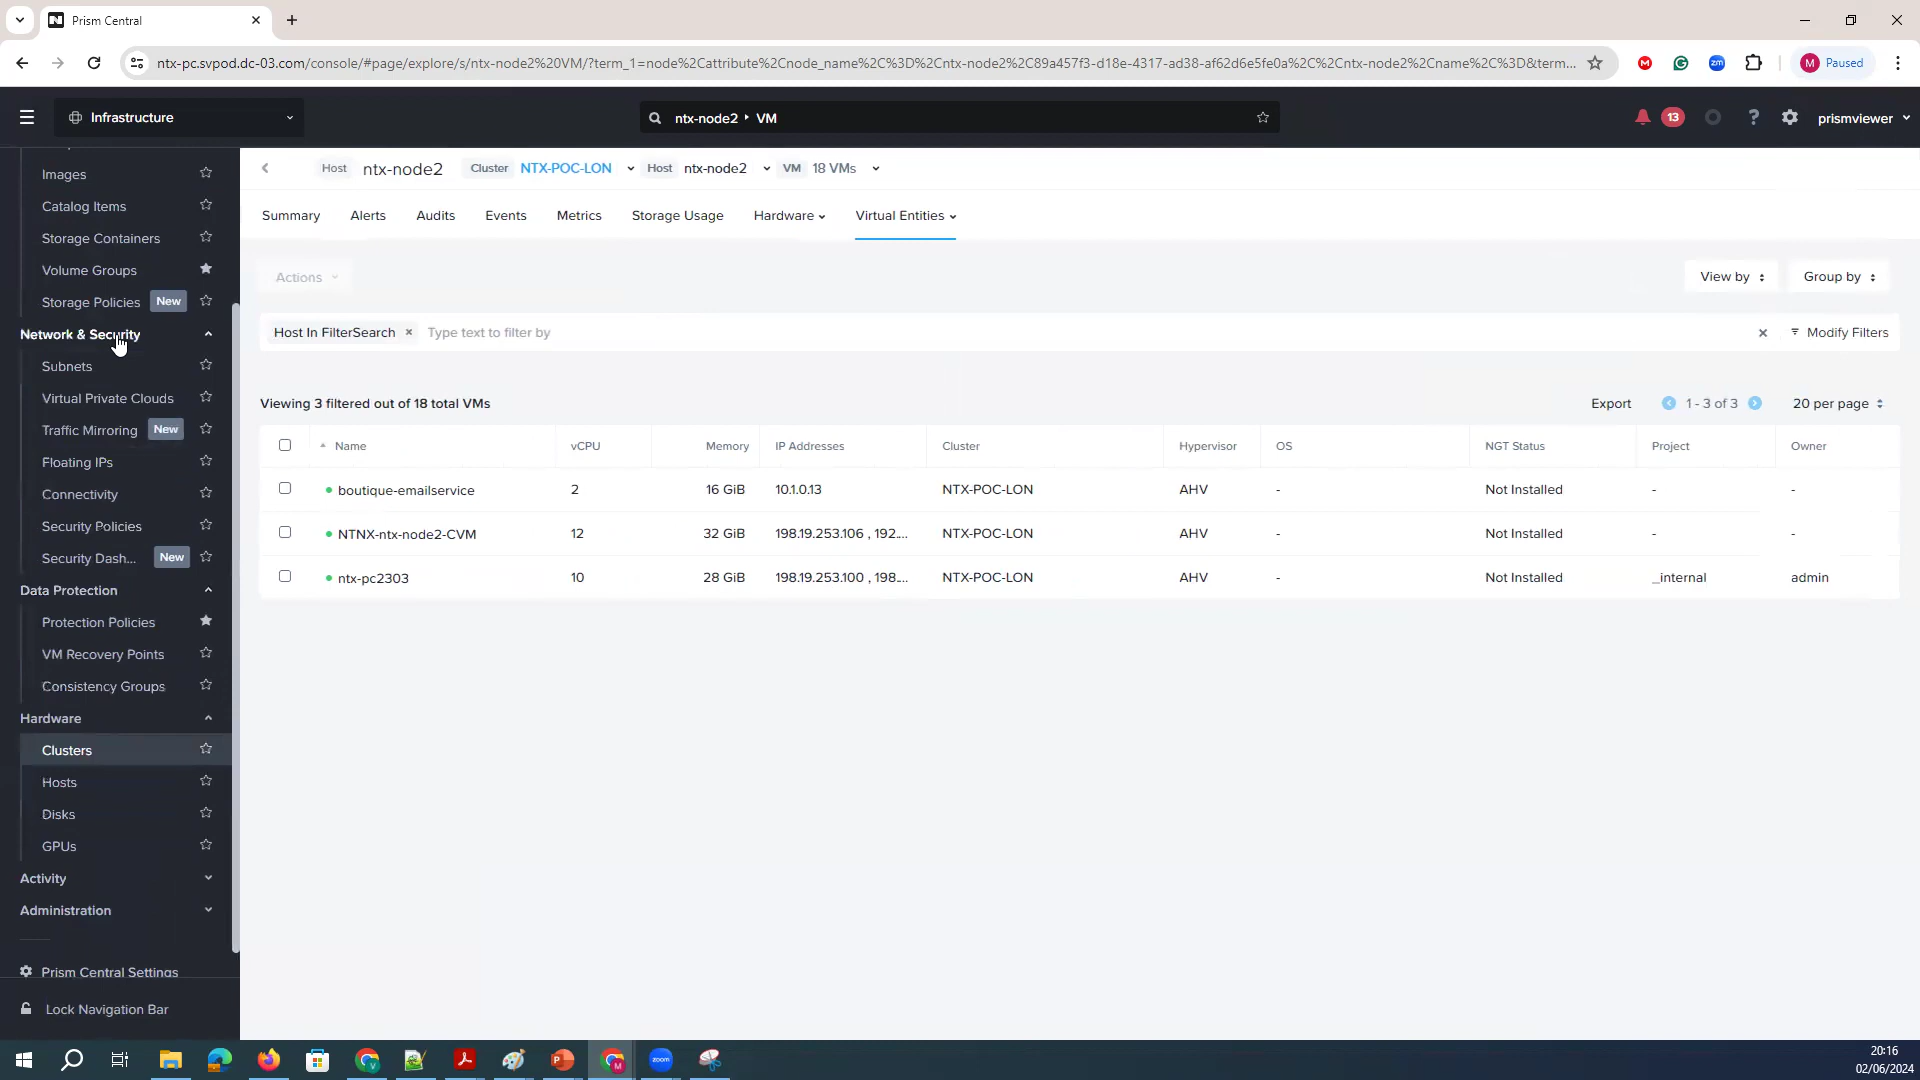 Prism Central
ntx-pc.svpod.dc-03.com/console/#page/explore/s/ntx-node2%20VM/?term_1=node%2Cattribute%2Cnode_name%2C%3D%2Cntx-node2%2C89a457f3-d18e-4317-ad38-af62d6e5fe0a%2C%2Cntx-node2%2Cname%2C%3D&term...
M Paused
Infrastructure
ntx-node2 VM
13
prismviewer
Host ntx-node2 Cluster NTX-POC-LON Host ntx-node2 VM 18 VMs
Summary Alerts Audits Events Metrics Storage Usage Hardware Virtual Entities
Images
Catalog Items
Storage Containers
Volume Groups
Storage Policies New
Network & Security
Subnets
Virtual Private Clouds
Traffic Mirroring New
Floating IPs
Connectivity
Security Policies
Security Dash... New
Data Protection
Protection Policies
VM Recovery Points
Consistency Groups
Hardware
Clusters
Hosts
Disks
GPUs
Activity
Administration
Prism Central Settings
Lock Navigation Bar
Actions
View by Group by
Host In FilterSearch × Type text to filter by
Modify Filters
Viewing 3 filtered out of 18 total VMs
Export 1 - 3 of 3 20 per page
Name vCPU Memory IP Addresses Cluster Hypervisor OS NGT Status Project Owner
boutique-emailservice 2 16 GiB 10.1.0.13 NTX-POC-LON AHV - Not Installed - -
NTNX-ntx-node2-CVM 12 32 GiB 198.19.253.106 , 192.... NTX-POC-LON AHV - Not Installed - -
ntx-pc2303 10 28 GiB 198.19.253.100 , 198.... NTX-POC-LON AHV - Not Installed _internal admin
zoom
20:16
02/06/2024